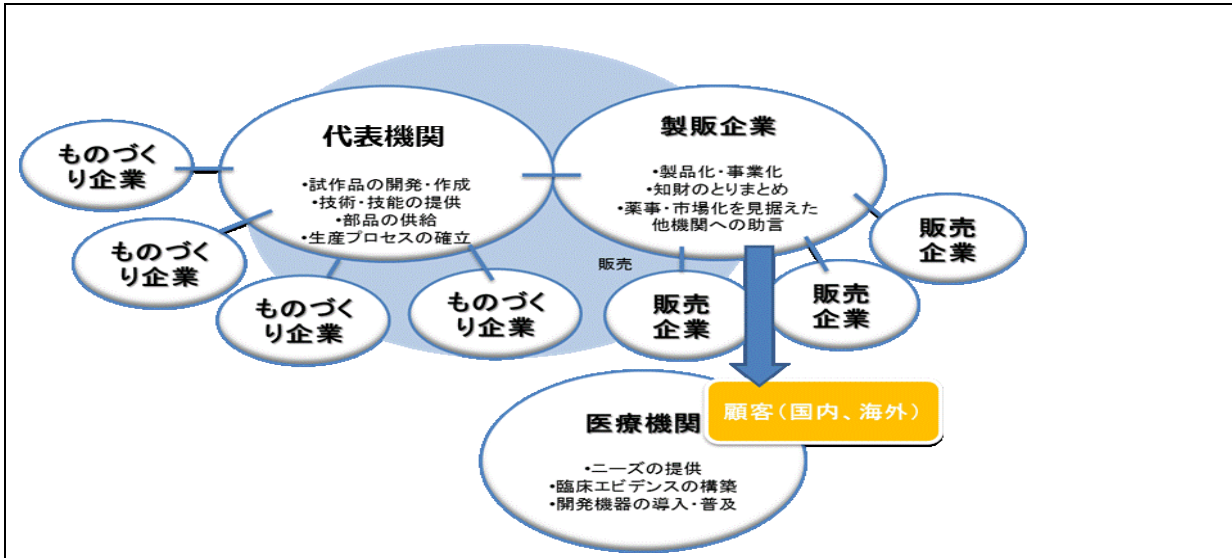 代表機関
・試作品の開発・作成
・技術・技能の提供
・部品の供給
・生産プロセスの確立
製販企業
・製品化・事業化
・知財のとりまとめ
・薬事・市場化を見据えた
他機関への助言
ものづく
り企業
ものづく
り企業
ものづく
り企業
ものづく
り企業
販売
販売
企業
販売
企業
販売
企業
顧客(国内、海外)
医療機関
・ニーズの提供
・臨床エビデンスの構築
・開発機器の導入・普及